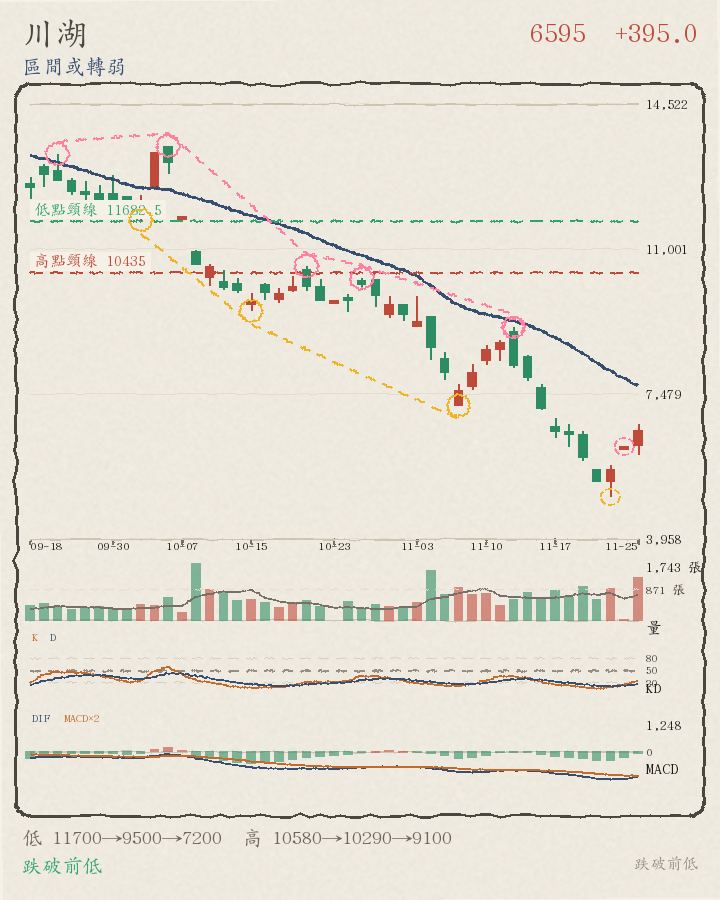 川湖
6595 +395.0
區間或轉弱
14,522
低點頸線 11682.5
11,001
高點頸線 10435
7,479
3,958
09-18 09-30 10-07 10-15 10-23 11-03 11-10 11-17 11-25
1,743 張
871 張
量
K D
80
50
20
KD
DIF MACD×2
1,248
0
MACD
低 11700→9500→7200 高 10580→10290→9100
跌破前低
跌破前低